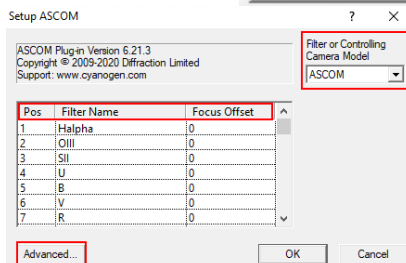 Setup ASCOM ? ×
ASCOM Plug-in Version 6.21.3
Copyright © 2009-2020 Diffraction Limited
Support: www.cyanogen.com
Filter or Controlling
Camera Model
ASCOM
Pos Filter Name Focus Offset
1 Halpha 0
2 OIII 0
3 SII 0
4 U 0
5 B 0
6 V 0
7 R 0
Advanced... OK Cancel